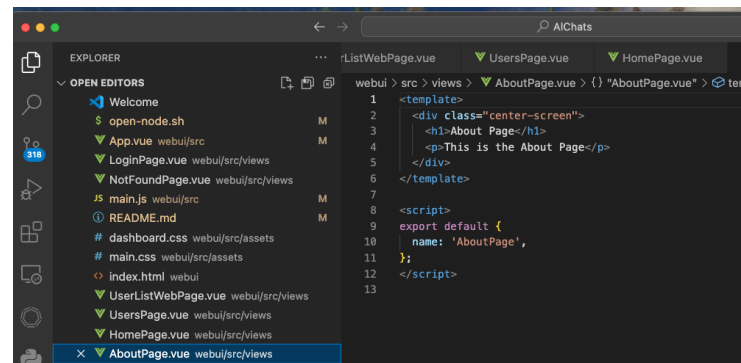 AIChats
EXPLORER
OPEN EDITORS
Welcome
$ open-node.sh M
App.vue webui/src M
LoginPage.vue webui/src/views
NotFoundPage.vue webui/src/views
JS main.js webui/src M
README.md M
# dashboard.css webui/src/assets
# main.css webui/src/assets
<> index.html webui
UserListWebPage.vue webui/src/views
UsersPage.vue webui/src/views
HomePage.vue webui/src/views
AboutPage.vue webui/src/views
318
rListWebPage.vue UsersPage.vue HomePage.vue
webui > src > views > AboutPage.vue > {} "AboutPage.vue" > te
1 <template>
2 <div class="center-screen">
3 <h1>About Page</h1>
4 <p>This is the About Page</p>
5 </div>
6 </template>
7
8 <script>
9 export default {
10 name: 'AboutPage',
11 };
12 </script>
13